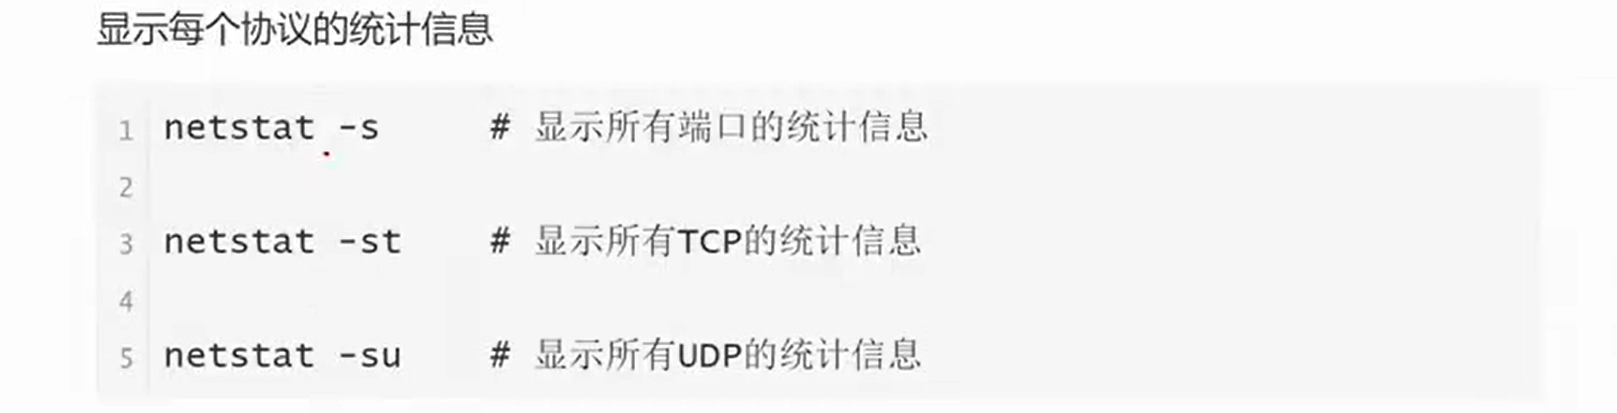 显示每个协议的统计信息
1 netstat -s # 显示所有端口的统计信息
2
3 netstat -st # 显示所有TCP的统计信息
4
5 netstat -su # 显示所有UDP的统计信息